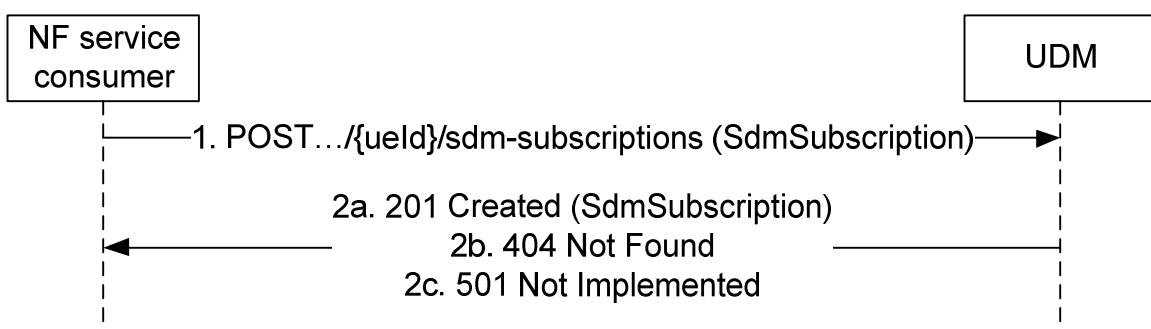 NF service
consumer
UDM
1. POST…/{ueId}/sdm-subscriptions (SdmSubscription)
2a. 201 Created (SdmSubscription)
2b. 404 Not Found
2c. 501 Not Implemented